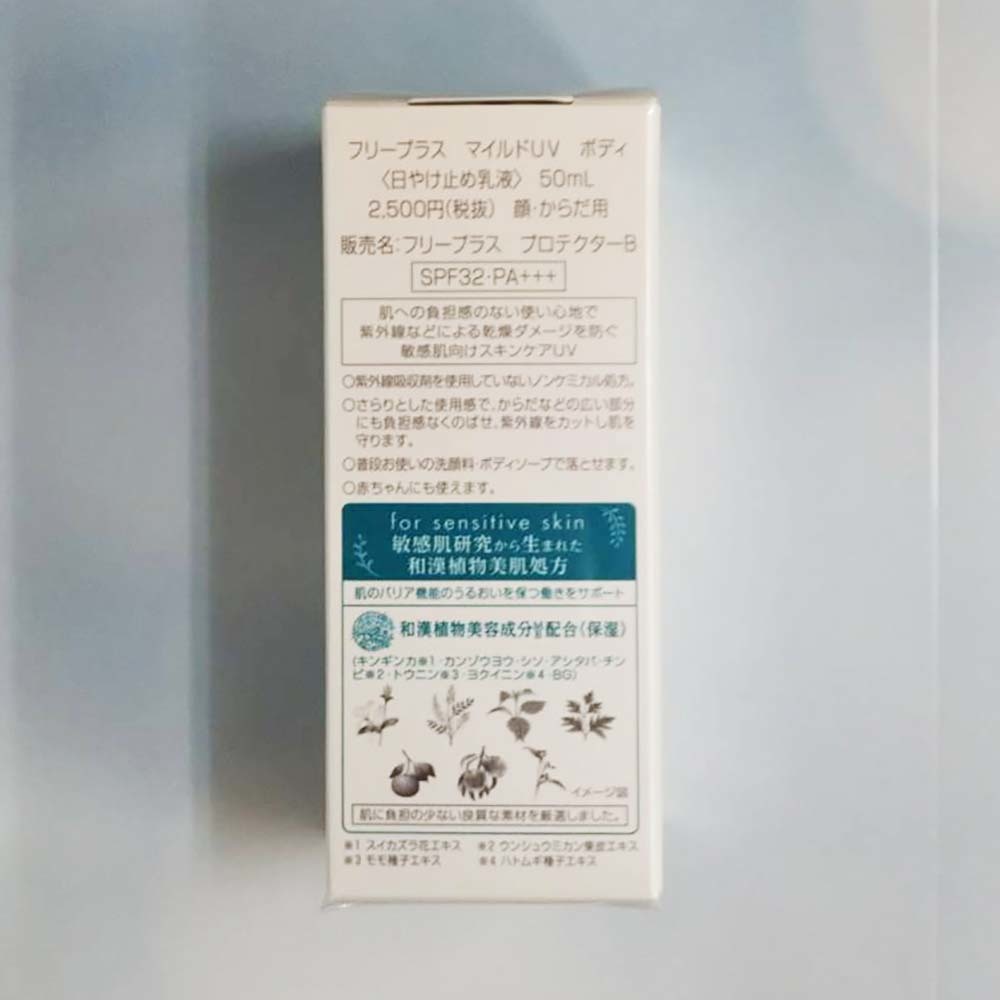 フリープラス　マイルドUV　ボディ
〈日やけ止め乳液〉 50mL
2,500円(税抜)　顔・からだ用
販売名:フリープラス　プロテクターB
SPF32・PA+++
肌への負担感のない使い心地で
紫外線などによる乾燥ダメージを防ぐ
敏感肌向けスキンケアUV
○紫外線吸収剤を使用していないノンケミカル処方。
○さらりとした使用感で、からだなどの広い部分
にも負担感なくのばせ、紫外線をカットし肌を
守ります。
○普段お使いの洗顔料・ボディソープで落とせます。
○赤ちゃんにも使えます。
for sensitive skin
敏感肌研究から生まれた
和漢植物美肌処方
肌のバリア機能のうるおいを保つ働きをサポート
和漢植物美容成分配合(保湿)
(キンギンカ※1・カンゾウヨウ・シソ・アシタバ・チン
ピ※2・トウニン※3・ヨクイニン※4・BG)
イメージ図
肌に負担の少ない良質な素材を厳選しました。
※1 スイカズラ花エキス　※2 ウンシュウミカン果皮エキス
※3 モモ種子エキス　※4 ハトムギ種子エキス